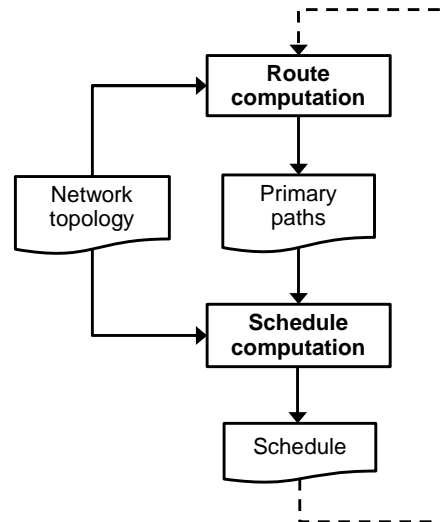 Route
computation
Network
topology
Primary
paths
Schedule
computation
Schedule